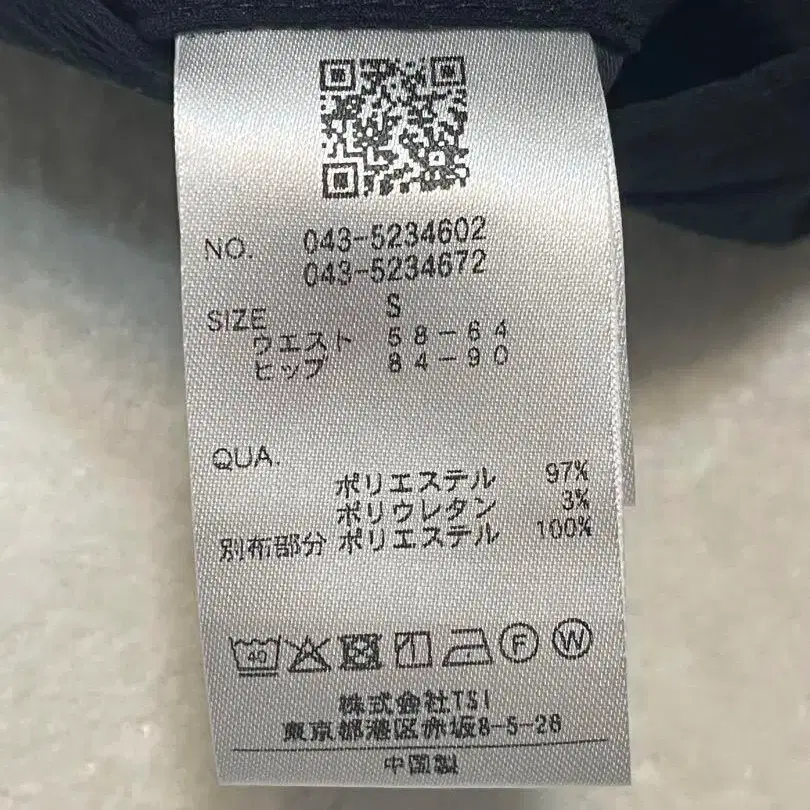 NO. 043-5234602
043-5234672
SIZE S
ウエスト 58-64
ヒップ 84-90
QUA.
ポリエステル 97%
ポリウレタン 3%
別布部分 ポリエステル 100%
40 F W
株式会社TSI
東京都港区赤坂8-5-26
中国製